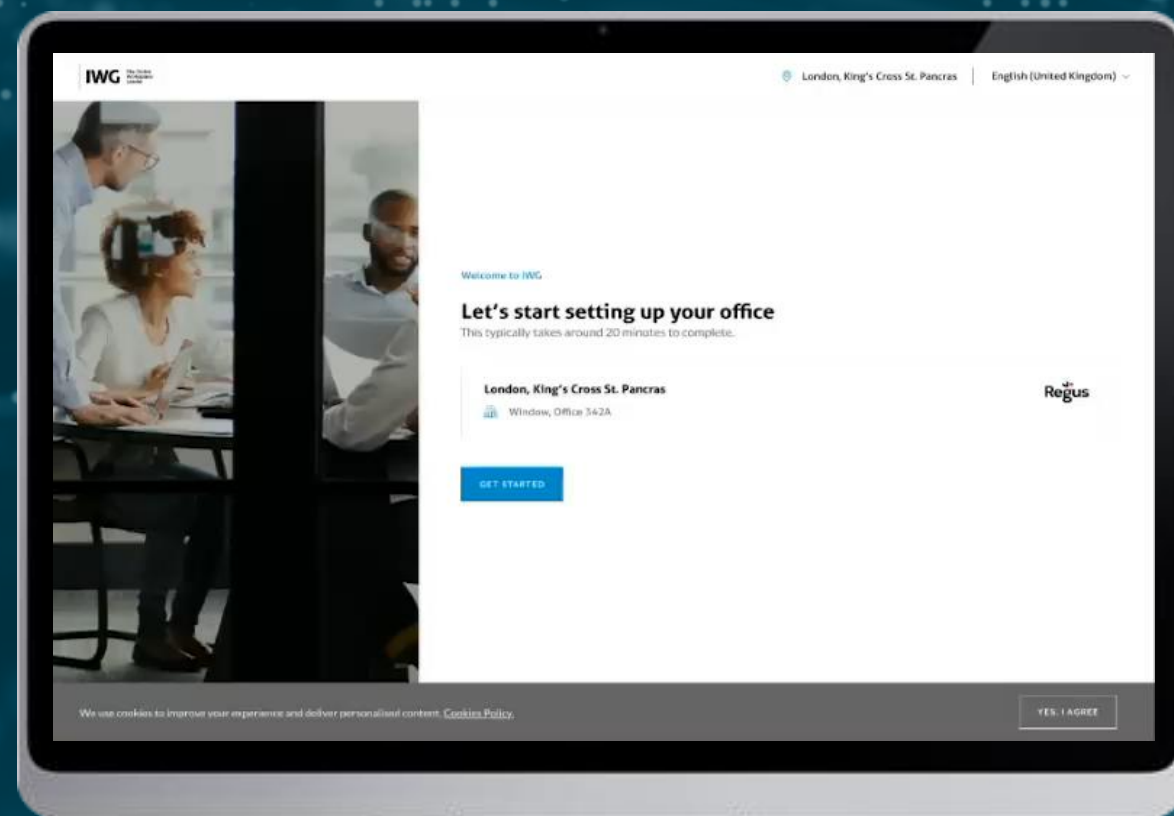 IWG
London, King's Cross St. Pancras
English (United Kingdom)
Welcome to IWG
Let's start setting up your office
This typically takes around 20 minutes to complete.
London, King's Cross St. Pancras
Regus
Window, Office 342A
GET STARTED
We use cookies to improve your experience and deliver personalised content. Cookies Policy.
YES, I AGREE